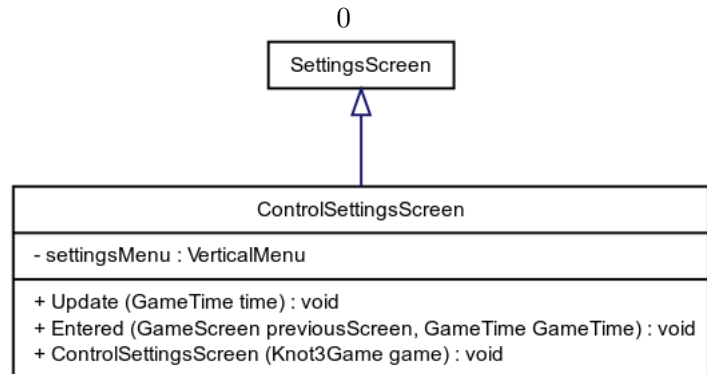 0
SettingsScreen
ControlSettingsScreen
- settingsMenu : VerticalMenu
+ Update (GameTime time) : void
+ Entered (GameScreen previousScreen, GameTime GameTime) : void
+ ControlSettingsScreen (Knot3Game game) : void